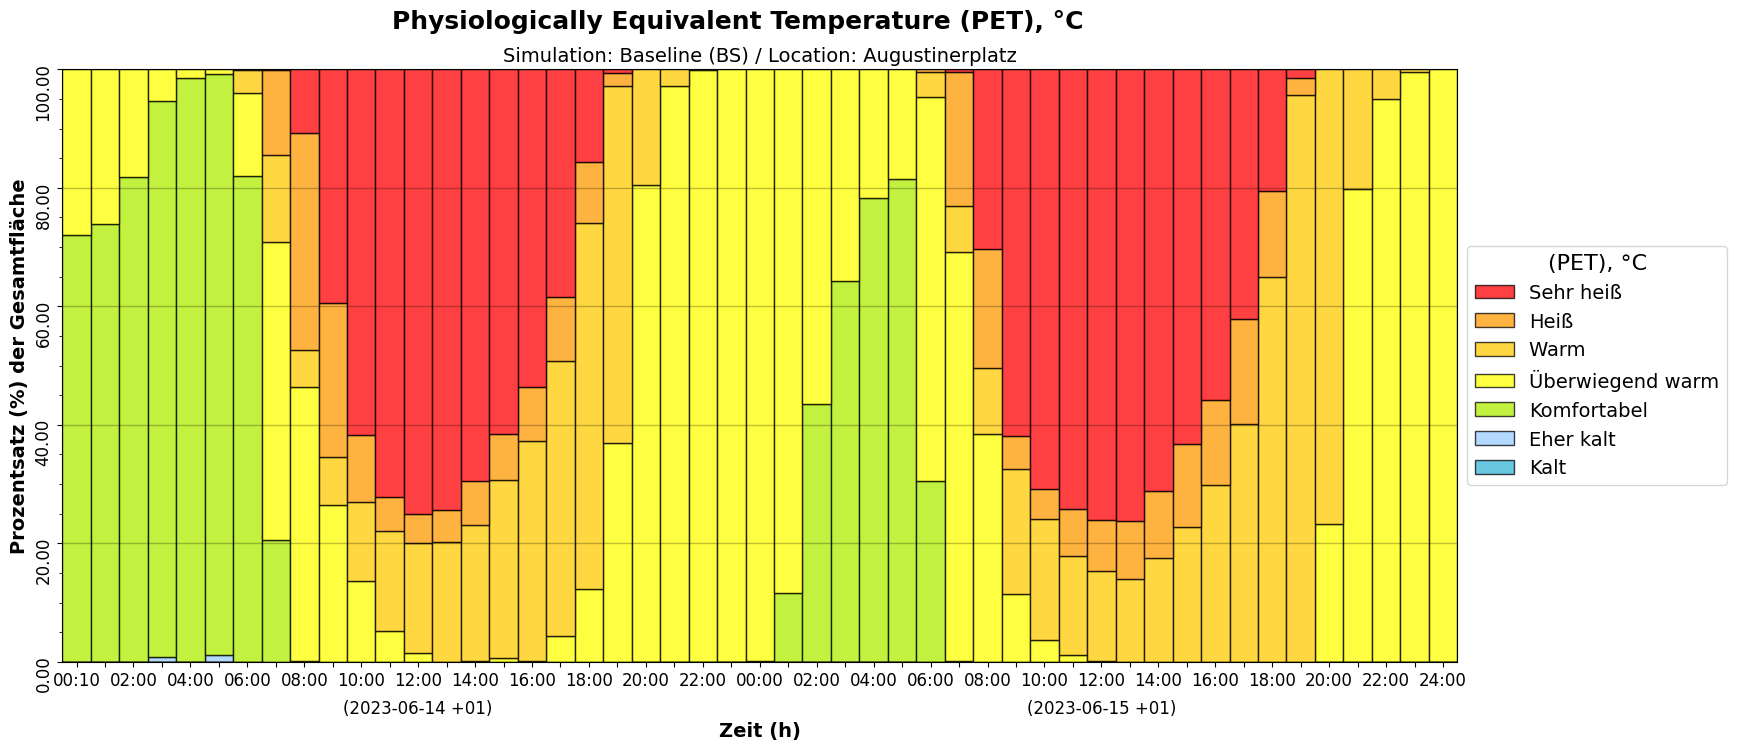 Physiologically Equivalent Temperature (PET), °C
Simulation: Baseline (BS) / Location: Augustinerplatz
Prozentsatz (%) der Gesamtfläche
100.00
80.00
60.00
40.00
20.00
0.00
00:10 02:00 04:00 06:00 08:00 10:00 12:00 14:00 16:00 18:00 20:00 22:00 00:00 02:00 04:00 06:00 08:00 10:00 12:00 14:00 16:00 18:00 20:00 22:00 24:00
(2023-06-14 +01) (2023-06-15 +01)
Zeit (h)
(PET), °C
Sehr heiß
Heiß
Warm
Überwiegend warm
Komfortabel
Eher kalt
Kalt